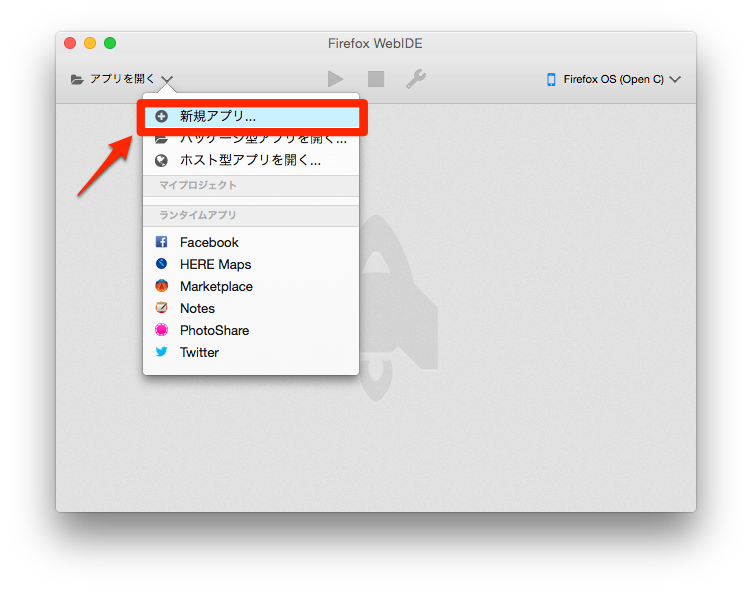 Firefox WebIDE
アプリを開く
Firefox OS (Open C)
新規アプリ...
パッケージ型アプリを開く...
ホスト型アプリを開く...
マイプロジェクト
ランタイムアプリ
Facebook
HERE Maps
Marketplace
Notes
PhotoShare
Twitter